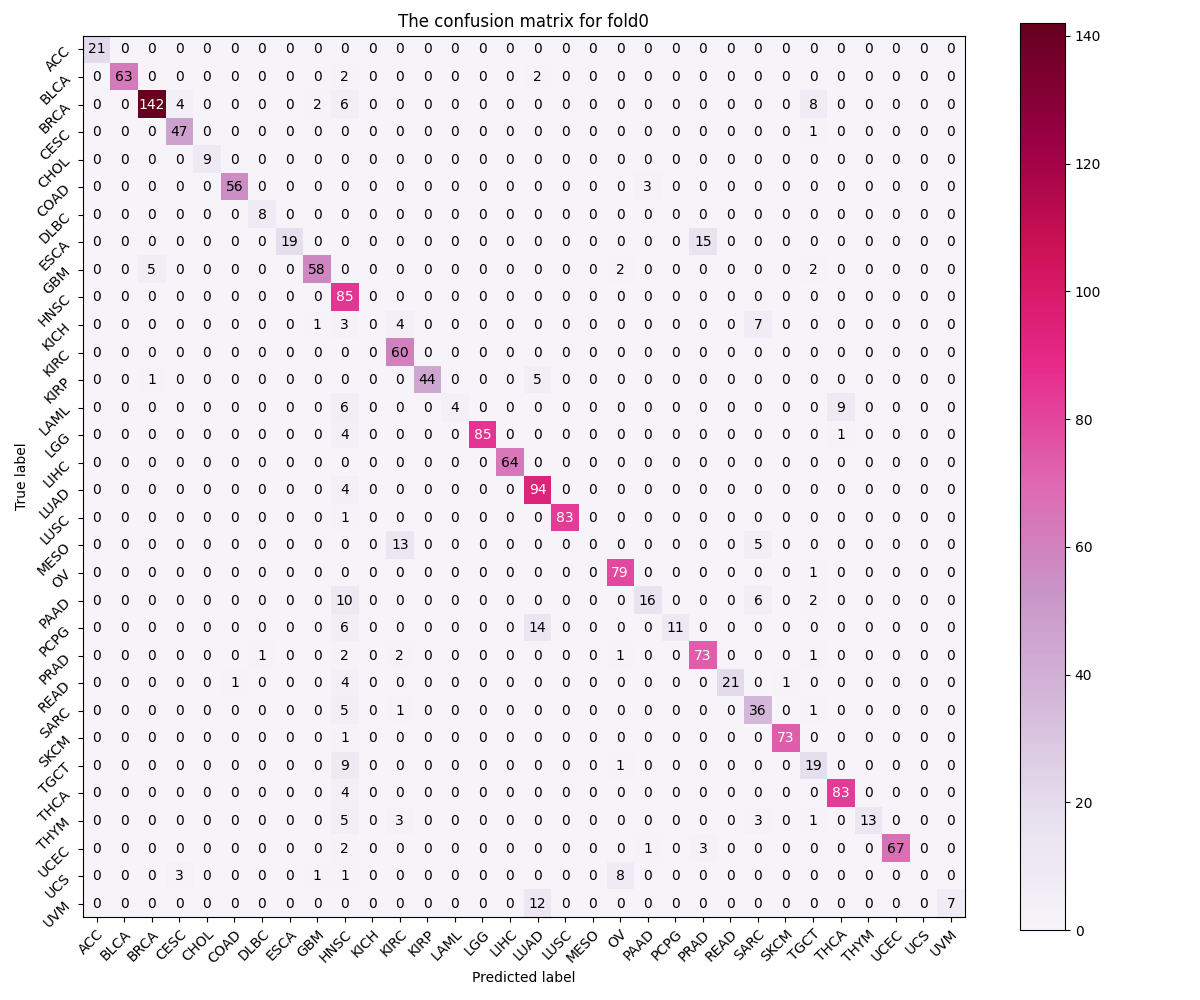 The confusion matrix for fold0
ACC 21 0 0 0 0 0 0 0 0 0 0 0 0 0 0 0 0 0 0 0 0 0 0 0 0 0 0 0 0 0 0 0
BLCA 0 63 0 0 0 0 0 0 0 2 0 0 0 0 0 0 2 0 0 0 0 0 0 0 0 0 0 0 0 0 0 0
BRCA 0 0 142 4 0 0 0 0 2 6 0 0 0 0 0 0 0 0 0 0 0 0 0 0 0 0 8 0 0 0 0 0
CESC 0 0 0 47 0 0 0 0 0 0 0 0 0 0 0 0 0 0 0 0 0 0 0 0 0 0 1 0 0 0 0 0
CHOL 0 0 0 0 9 0 0 0 0 0 0 0 0 0 0 0 0 0 0 0 0 0 0 0 0 0 0 0 0 0 0 0
COAD 0 0 0 0 0 56 0 0 0 0 0 0 0 0 0 0 0 0 0 0 3 0 0 0 0 0 0 0 0 0 0 0
DLBC 0 0 0 0 0 0 8 0 0 0 0 0 0 0 0 0 0 0 0 0 0 0 0 0 0 0 0 0 0 0 0 0
ESCA 0 0 0 0 0 0 0 19 0 0 0 0 0 0 0 0 0 0 0 0 0 0 15 0 0 0 0 0 0 0 0 0
GBM 0 0 5 0 0 0 0 0 58 0 0 0 0 0 0 0 0 0 0 2 0 0 0 0 0 0 2 0 0 0 0 0
HNSC 0 0 0 0 0 0 0 0 0 85 0 0 0 0 0 0 0 0 0 0 0 0 0 0 0 0 0 0 0 0 0 0
KICH 0 0 0 0 0 0 0 0 1 3 0 4 0 0 0 0 0 0 0 0 0 0 0 0 7 0 0 0 0 0 0 0
KIRC 0 0 0 0 0 0 0 0 0 0 0 60 0 0 0 0 0 0 0 0 0 0 0 0 0 0 0 0 0 0 0 0
KIRP 0 0 1 0 0 0 0 0 0 0 0 0 44 0 0 0 5 0 0 0 0 0 0 0 0 0 0 0 0 0 0 0
LAML 0 0 0 0 0 0 0 0 0 6 0 0 0 4 0 0 0 0 0 0 0 0 0 0 0 0 0 9 0 0 0 0
LGG 0 0 0 0 0 0 0 0 0 4 0 0 0 0 85 0 0 0 0 0 0 0 0 0 0 0 0 1 0 0 0 0
LIHC 0 0 0 0 0 0 0 0 0 0 0 0 0 0 0 64 0 0 0 0 0 0 0 0 0 0 0 0 0 0 0 0
LUAD 0 0 0 0 0 0 0 0 0 4 0 0 0 0 0 0 94 0 0 0 0 0 0 0 0 0 0 0 0 0 0 0
LUSC 0 0 0 0 0 0 0 0 0 1 0 0 0 0 0 0 0 83 0 0 0 0 0 0 0 0 0 0 0 0 0 0
MESO 0 0 0 0 0 0 0 0 0 0 0 13 0 0 0 0 0 0 0 0 0 0 0 0 5 0 0 0 0 0 0 0
OV 0 0 0 0 0 0 0 0 0 0 0 0 0 0 0 0 0 0 0 79 0 0 0 0 0 0 1 0 0 0 0 0
PAAD 0 0 0 0 0 0 0 0 0 10 0 0 0 0 0 0 0 0 0 0 16 0 0 0 6 0 2 0 0 0 0 0
PCPG 0 0 0 0 0 0 0 0 0 6 0 0 0 0 0 0 14 0 0 0 0 11 0 0 0 0 0 0 0 0 0 0
PRAD 0 0 0 0 0 0 1 0 0 2 0 2 0 0 0 0 0 0 0 1 0 0 73 0 0 0 1 0 0 0 0 0
READ 0 0 0 0 0 1 0 0 0 4 0 0 0 0 0 0 0 0 0 0 0 0 0 21 0 1 0 0 0 0 0 0
SARC 0 0 0 0 0 0 0 0 0 5 0 1 0 0 0 0 0 0 0 0 0 0 0 0 36 0 1 0 0 0 0 0
SKCM 0 0 0 0 0 0 0 0 0 1 0 0 0 0 0 0 0 0 0 0 0 0 0 0 0 73 0 0 0 0 0 0
TGCT 0 0 0 0 0 0 0 0 0 9 0 0 0 0 0 0 0 0 0 1 0 0 0 0 0 0 19 0 0 0 0 0
THCA 0 0 0 0 0 0 0 0 0 4 0 0 0 0 0 0 0 0 0 0 0 0 0 0 0 0 0 83 0 0 0 0
THYM 0 0 0 0 0 0 0 0 0 5 0 3 0 0 0 0 0 0 0 0 0 0 0 0 3 0 1 0 13 0 0 0
UCEC 0 0 0 0 0 0 0 0 0 2 0 0 0 0 0 0 0 0 0 0 1 0 3 0 0 0 0 0 0 67 0 0
UCS 0 0 0 3 0 0 0 0 1 1 0 0 0 0 0 0 0 0 0 8 0 0 0 0 0 0 0 0 0 0 0 0
UVM 0 0 0 0 0 0 0 0 0 0 0 0 0 0 0 0 12 0 0 0 0 0 0 0 0 0 0 0 0 0 0 7
ACC BLCA BRCA CESC CHOL COAD DLBC ESCA GBM HNSC KICH KIRC KIRP LAML LGG LIHC LUAD LUSC MESO OV PAAD PCPG PRAD READ SARC SKCM TGCT THCA THYM UCEC UCS UVM
Predicted label
True label
140
120
100
80
60
40
20
0